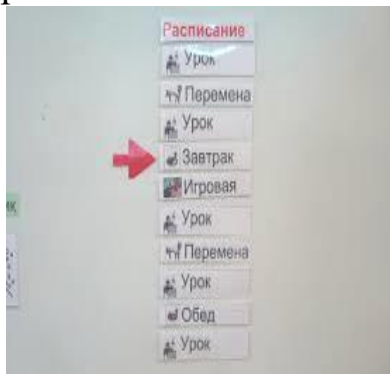 Расписание
Урок
Перемена
Урок
Завтрак
Игровая
Урок
Перемена
Урок
Обед
Урок